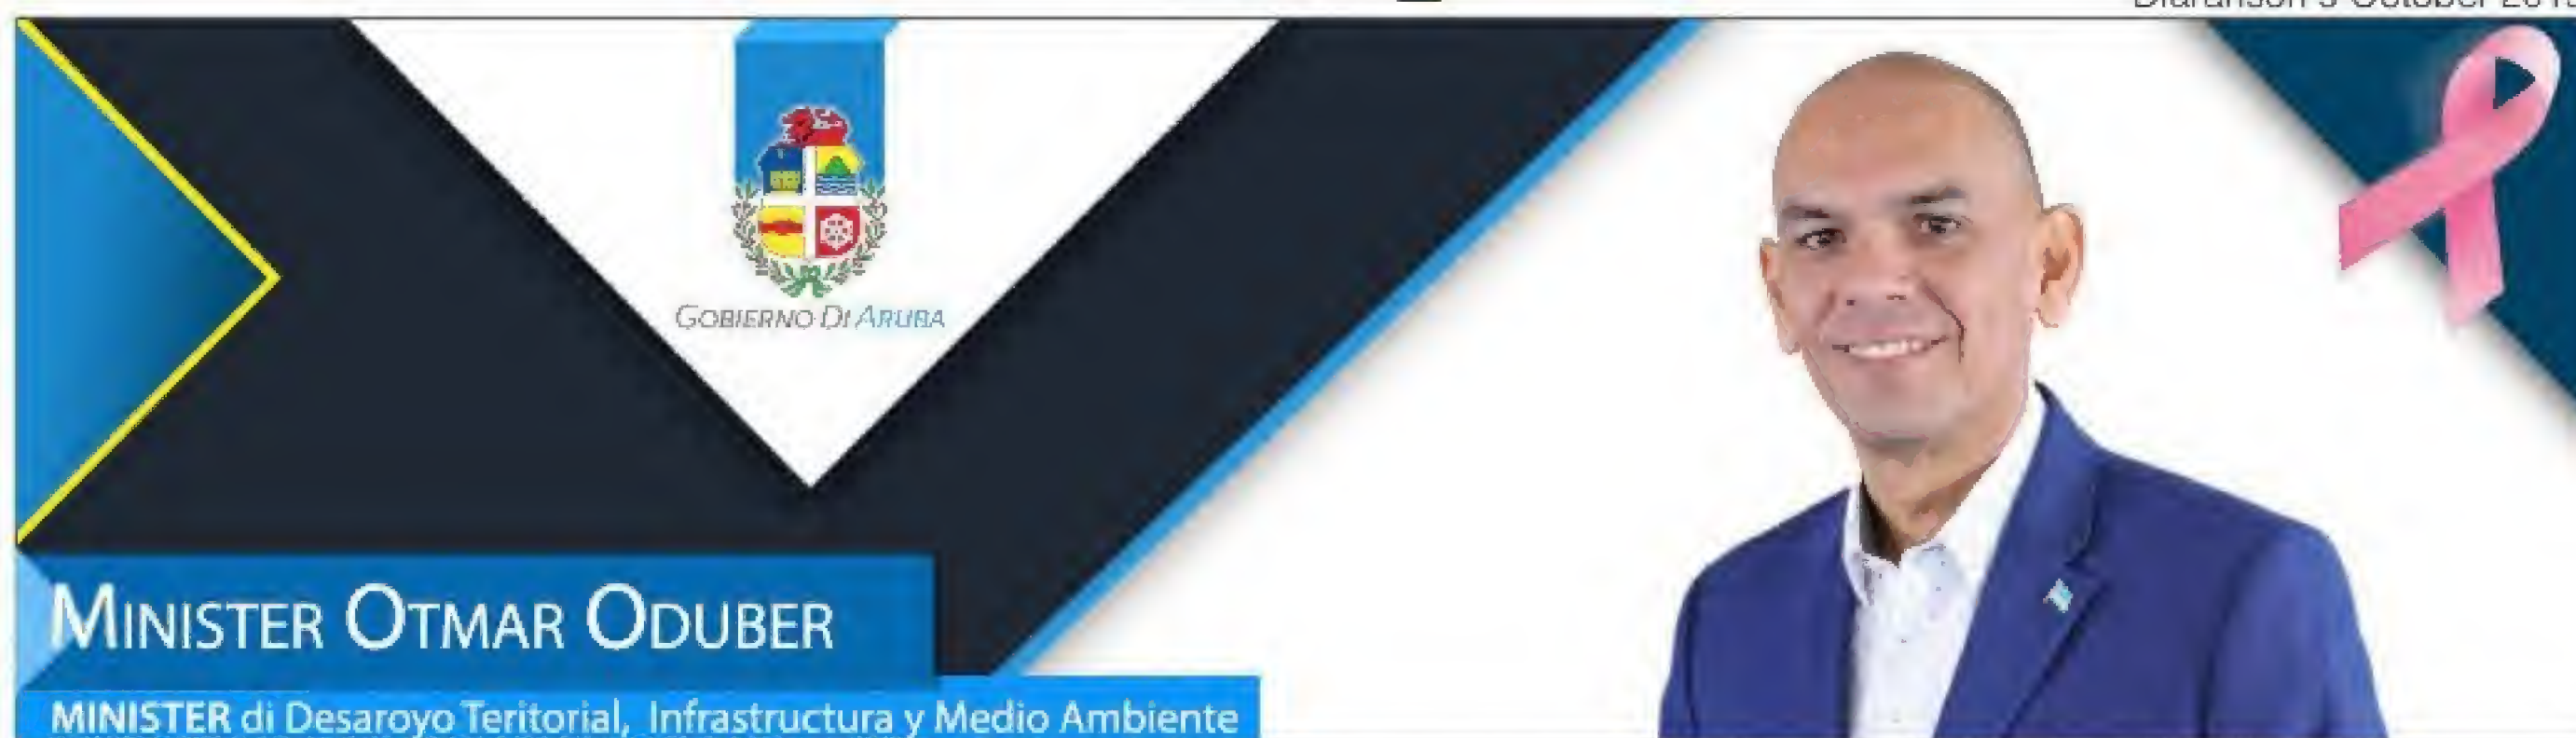 GOBIERNO DI ARUBA
MINISTER OTMAR ODUBER
MINISTER di Desaroyo Teritorial, Infrastructura y Medio Ambiente